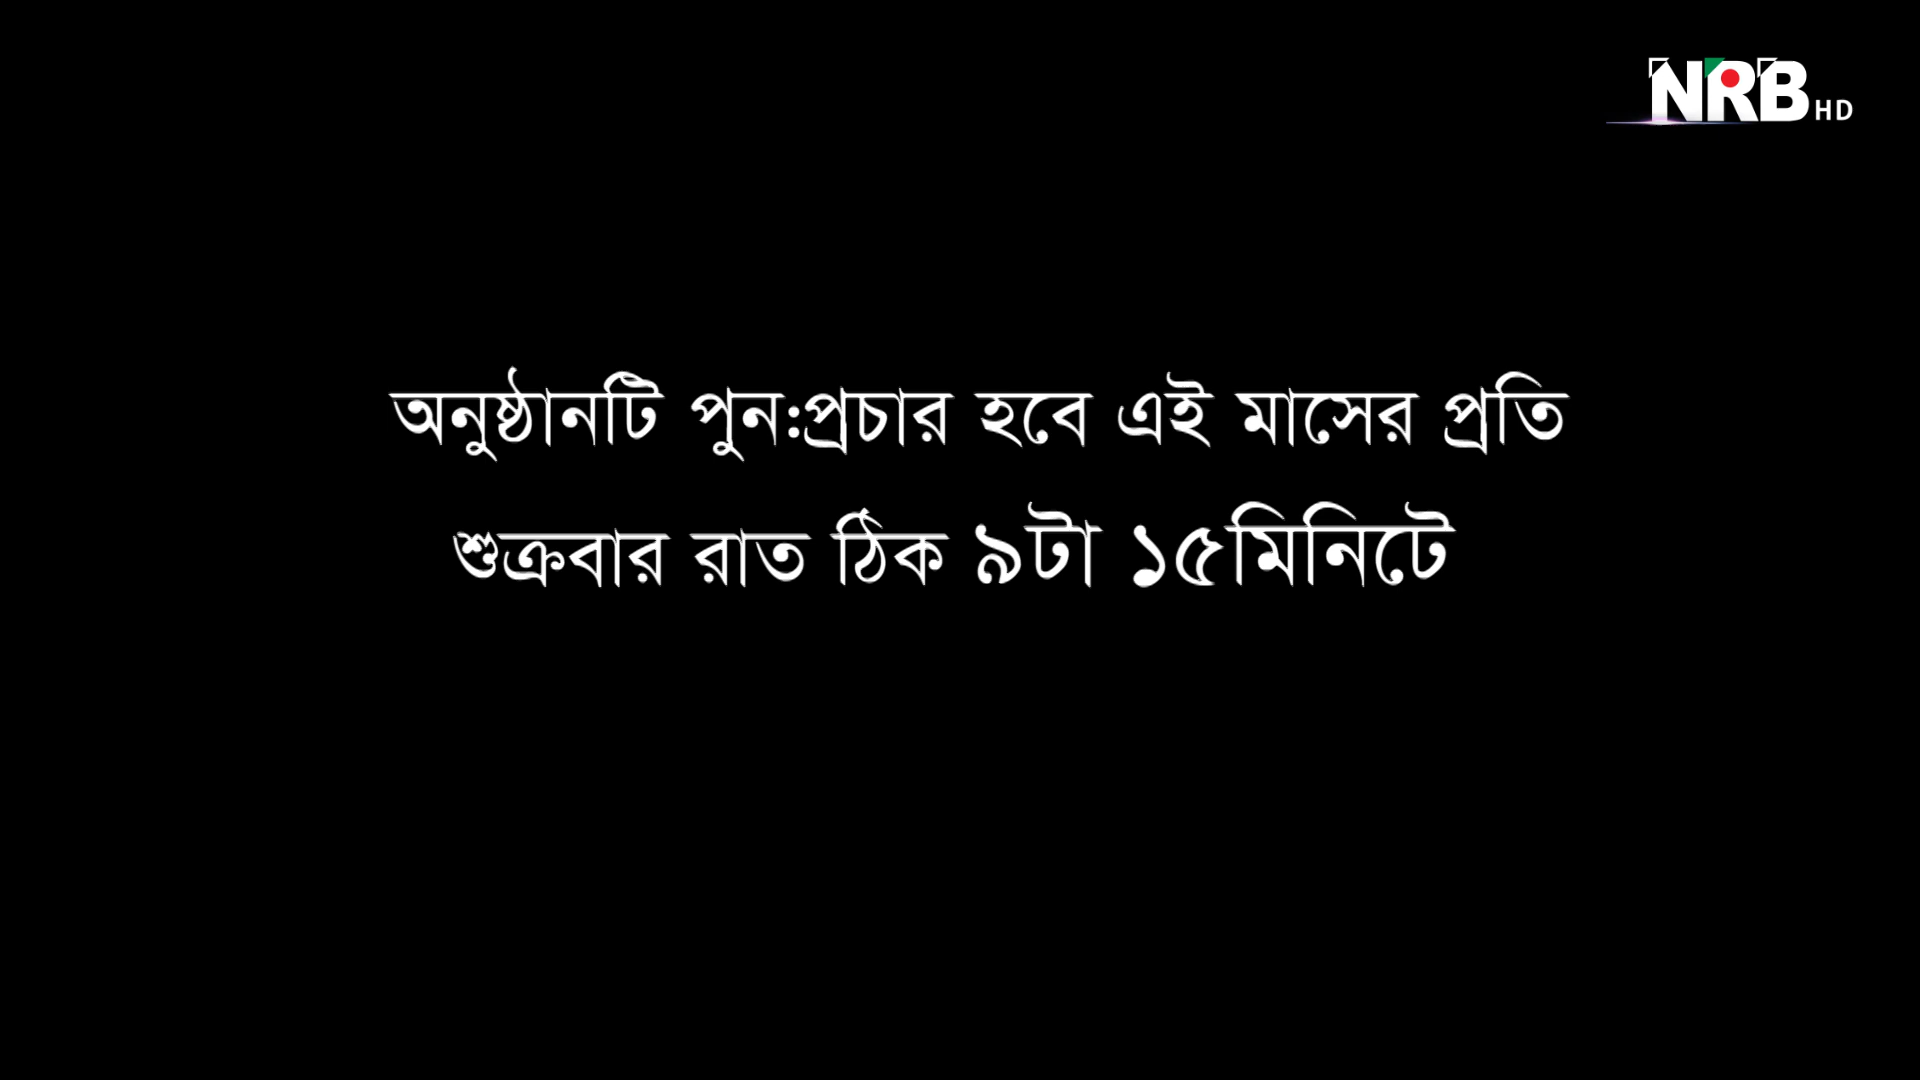 NRB HD
অনুষ্ঠানটি পুন:প্রচার হবে এই মাসের প্রতি
শুক্রবার রাত ঠিক ৯টা ১৫মিনিটে